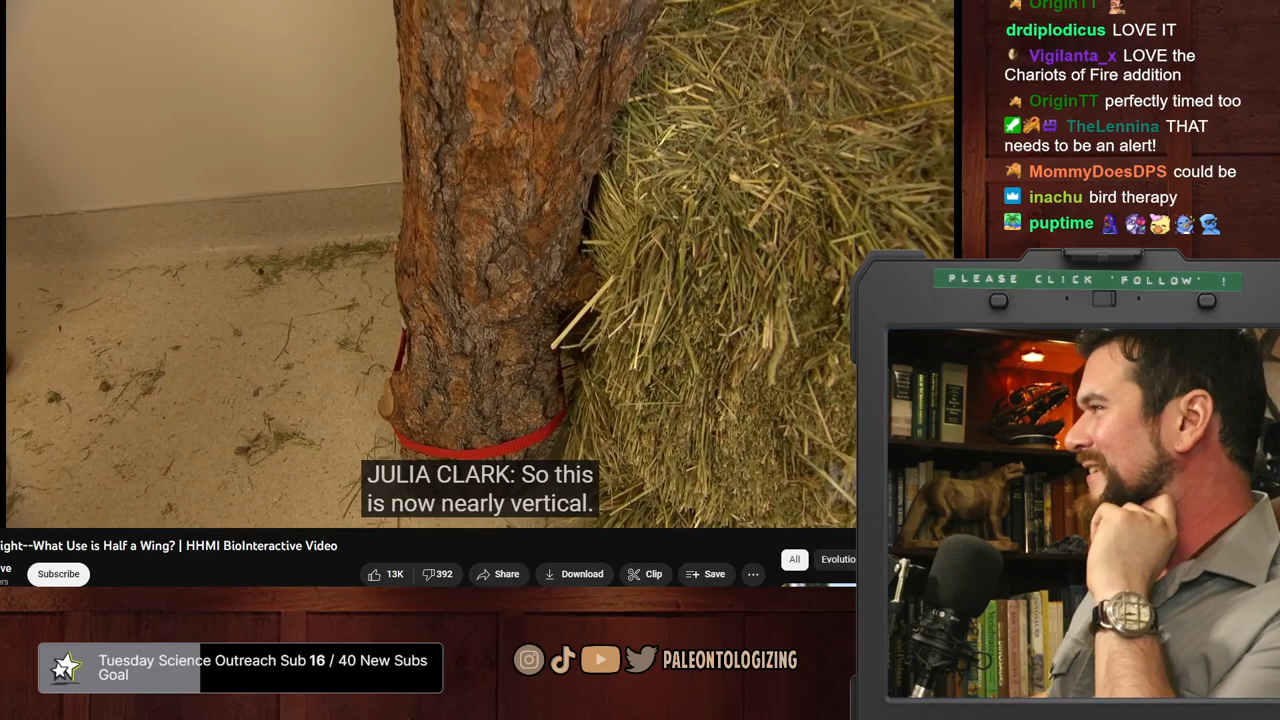 OriginTT
drdiplodicus LOVE IT
Vigilanta_x LOVE the
Chariots of Fire addition
OriginTT perfectly timed too
TheLennina THAT
needs to be an alert!
MommyDoesDPS could be
inachu bird therapy
puptime
PLEASE CLICK 'FOLLOW' !
JULIA CLARK: So this
is now nearly vertical.
ight--What Use is Half a Wing? | HHMI BioInteractive Video
ve
ers
Subscribe
13K
392
Share
Download
Clip
Save
All
Evolutio
Tuesday Science Outreach Sub 16 / 40 New Subs
Goal
PALEONTOLOGIZING